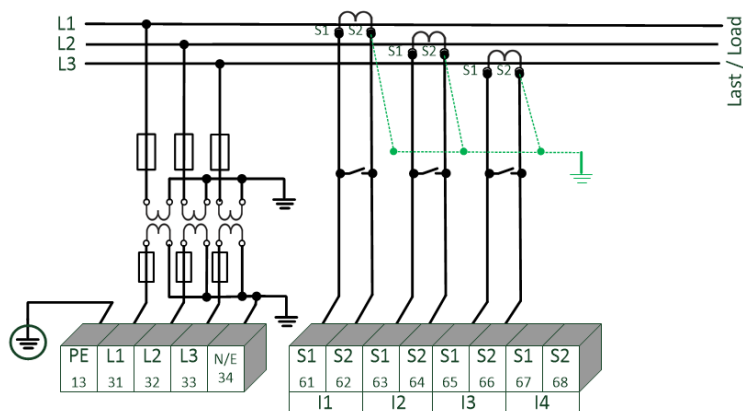 L1
L2
L3
S1 S2
S1 S2
S1 S2
Last / Load
PE L1 L2 L3 N/E
13 31 32 33 34
S1 S2 S1 S2 S1 S2 S1 S2
61 62 63 64 65 66 67 68
I1 I2 I3 I4